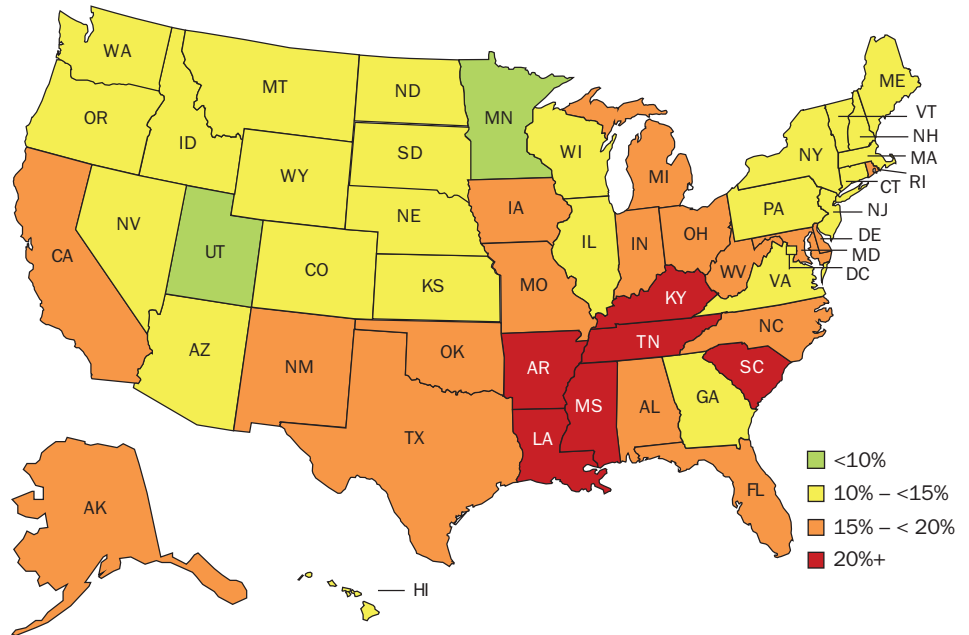 WA
MT
ND
MN
ME
OR
ID
SD
WI
VT
NH
WY
NY
MI
MA
RI
CT
NE
IA
PA
NJ
NV
UT
CO
IL
IN
OH
DE
MD
DC
CA
KS
MO
WV
VA
KY
NC
AZ
NM
OK
AR
TN
SC
MS
AL
GA
TX
LA
FL
AK
HI
<10%
10% – <15%
15% – < 20%
20%+